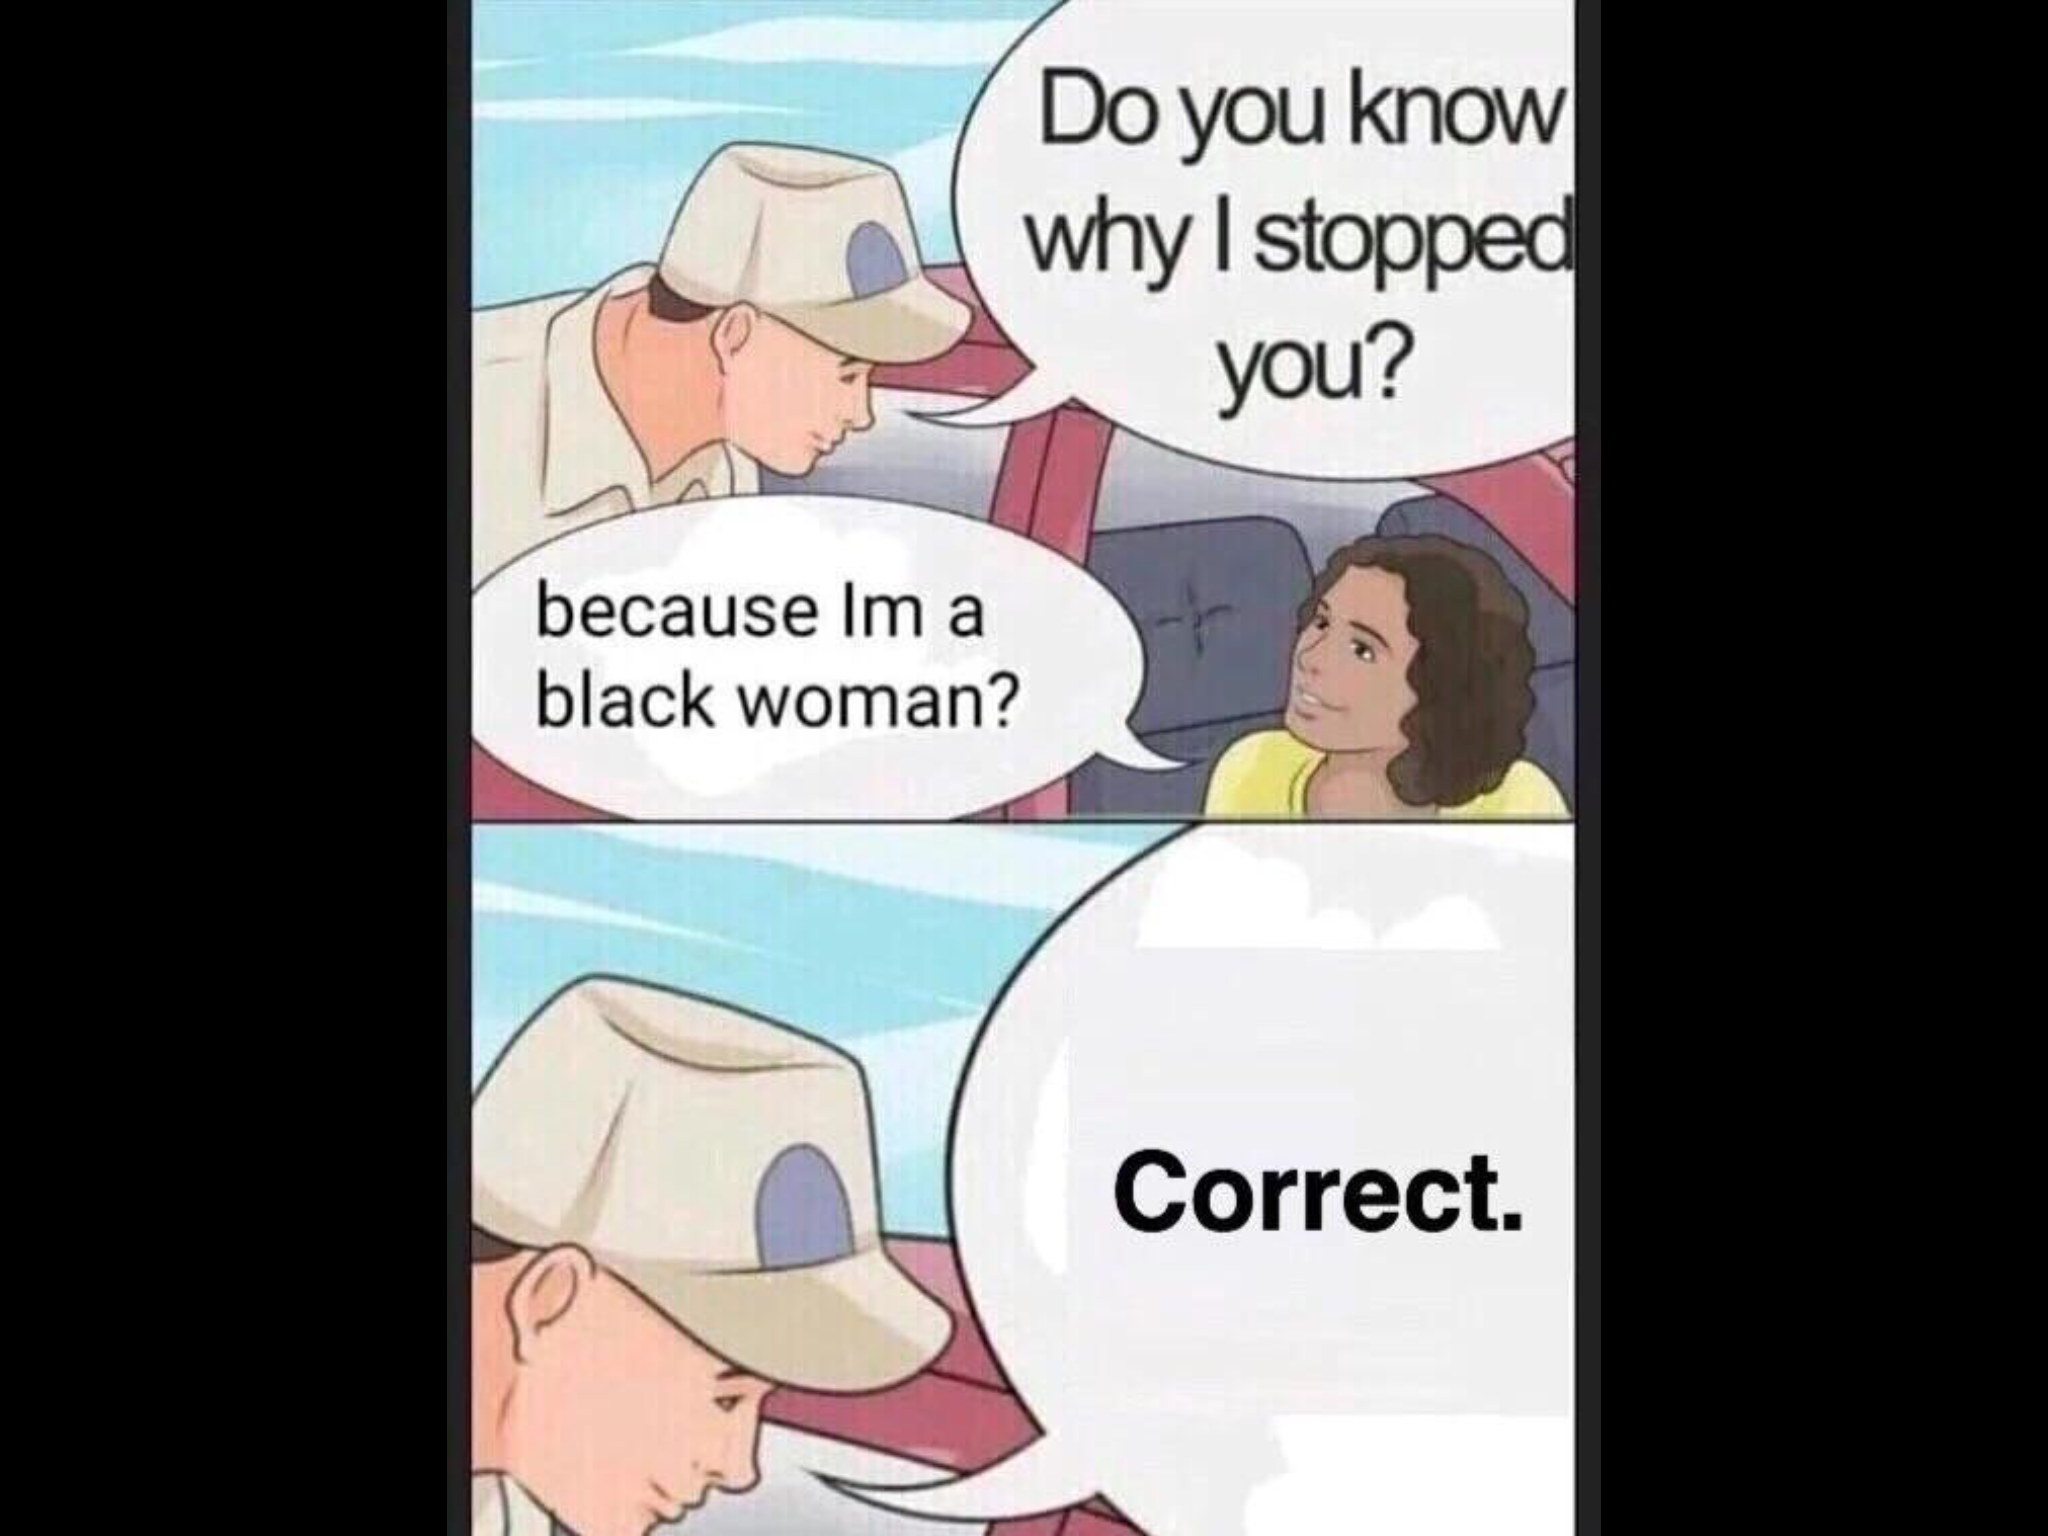 Do you know
why I stopped
you?
because Im a
black woman?
Correct.